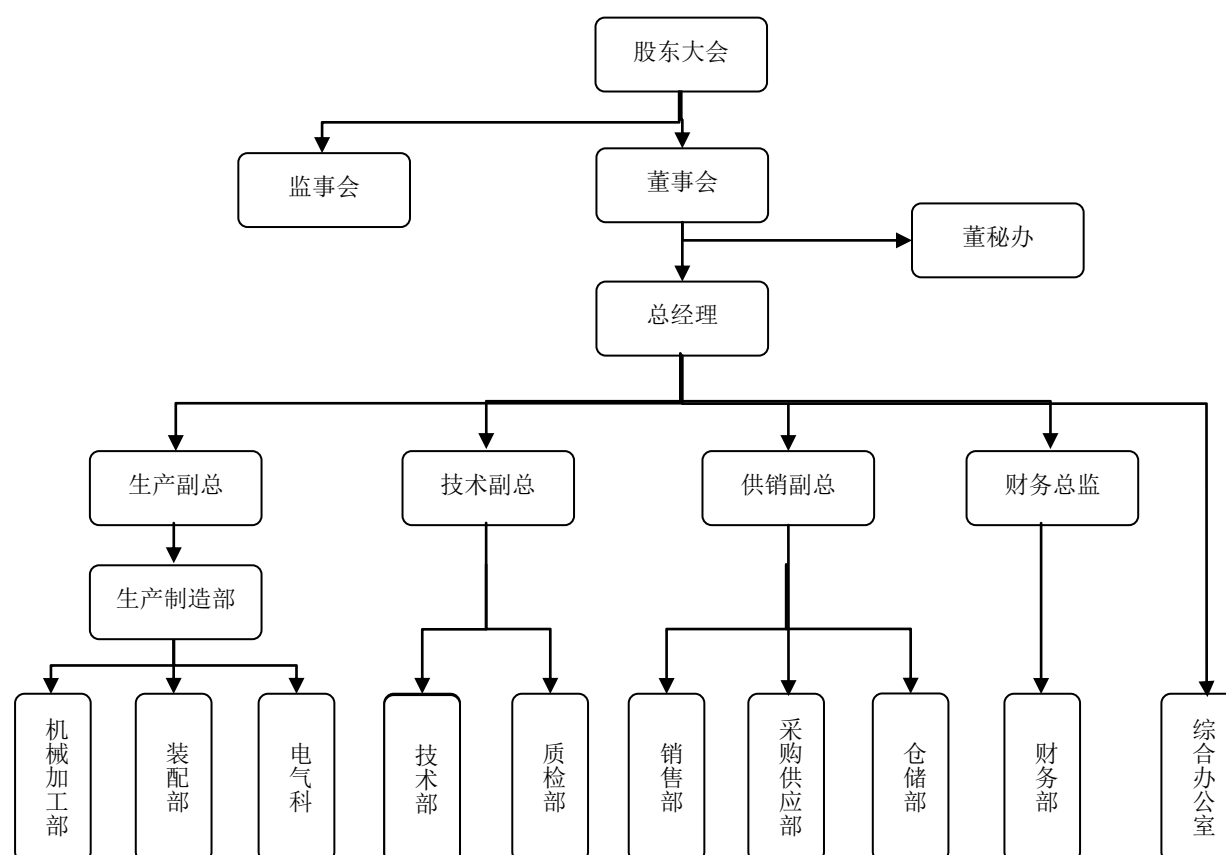 股东大会
监事会
董事会
董秘办
总经理
生产副总
技术副总
供销副总
财务总监
生产制造部
机械加工部
装配部
电气科
技术部
质检部
销售部
采购供应部
仓储部
财务部
综合办公室